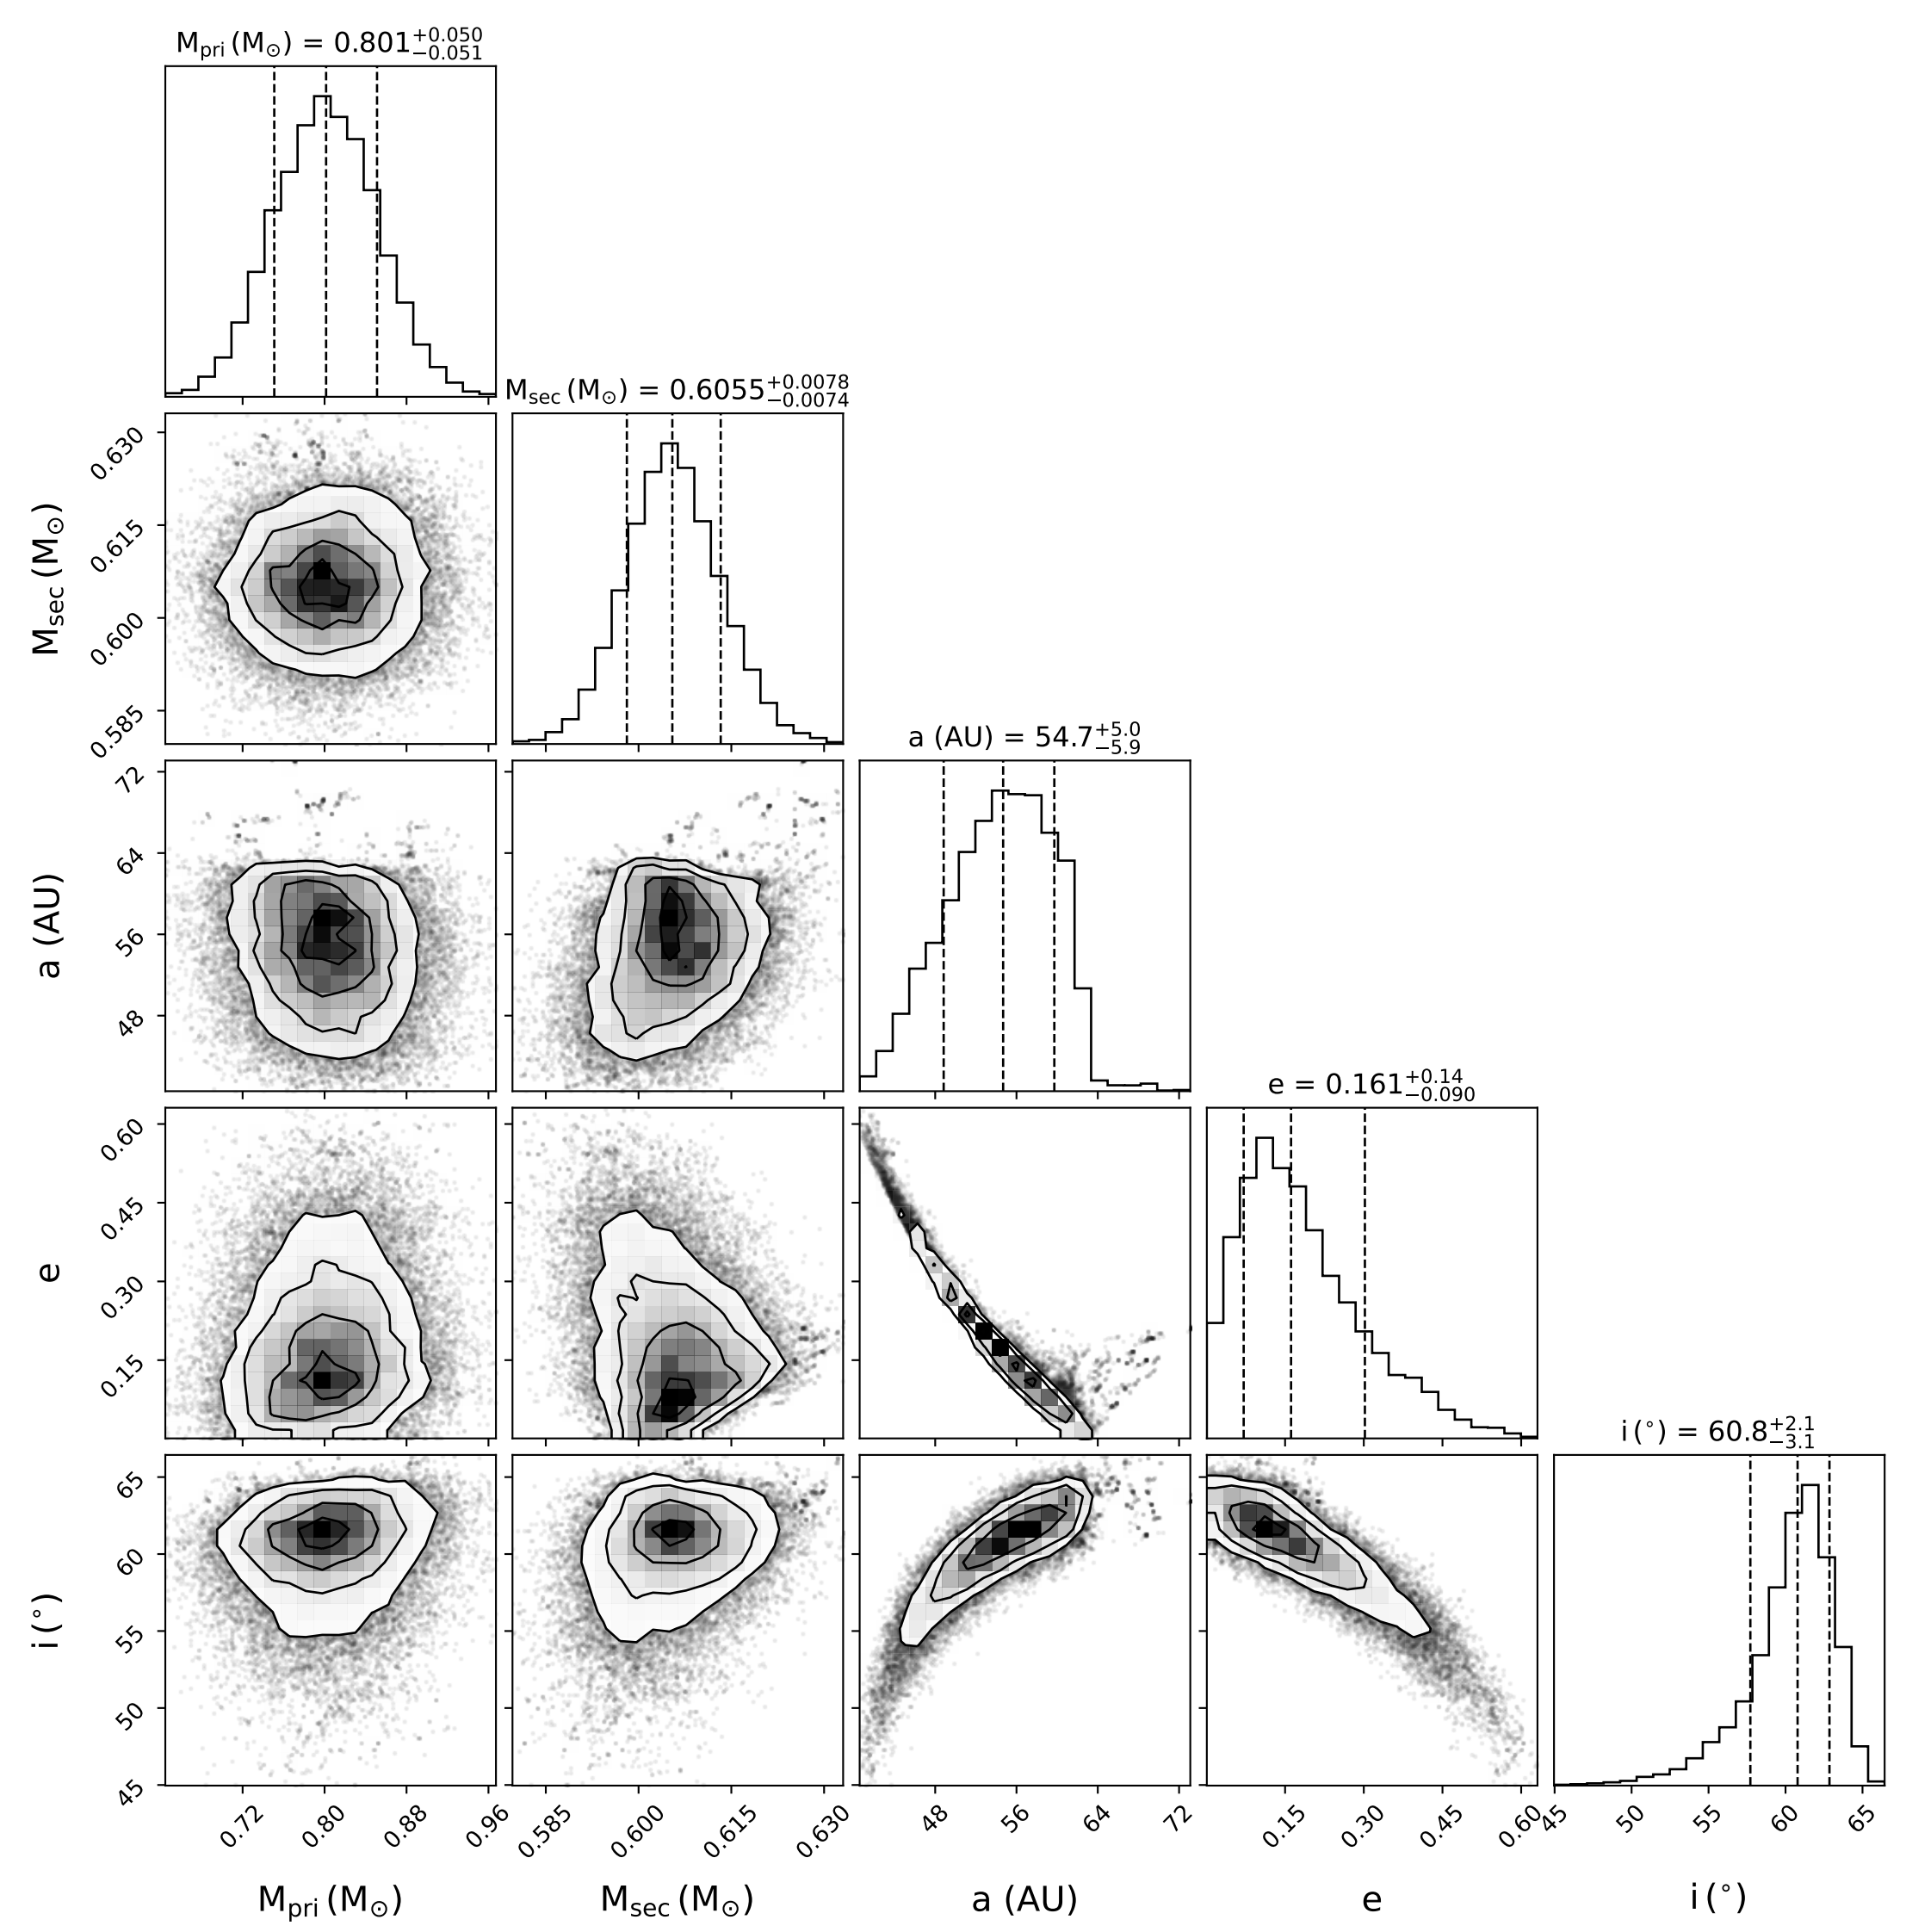 M_pri (M_⊙) = 0.801 +0.050 −0.051
M_sec (M_⊙) = 0.6055 +0.0078 −0.0074
0.630
0.615
0.600
0.585
M_sec (M_⊙)
a (AU) = 54.7 +5.0 −5.9
72
64
56
48
a (AU)
e = 0.161 +0.14 −0.090
0.60
0.45
0.30
0.15
e
i (°) = 60.8 +2.1 −3.1
65
60
55
50
45
i (°)
0.72 0.80 0.88 0.96 0.585 0.600 0.615 0.630 48 56 64 72 0.15 0.30 0.45 0.60 45 50 55 60 65
M_pri (M_⊙) M_sec (M_⊙) a (AU) e i (°)